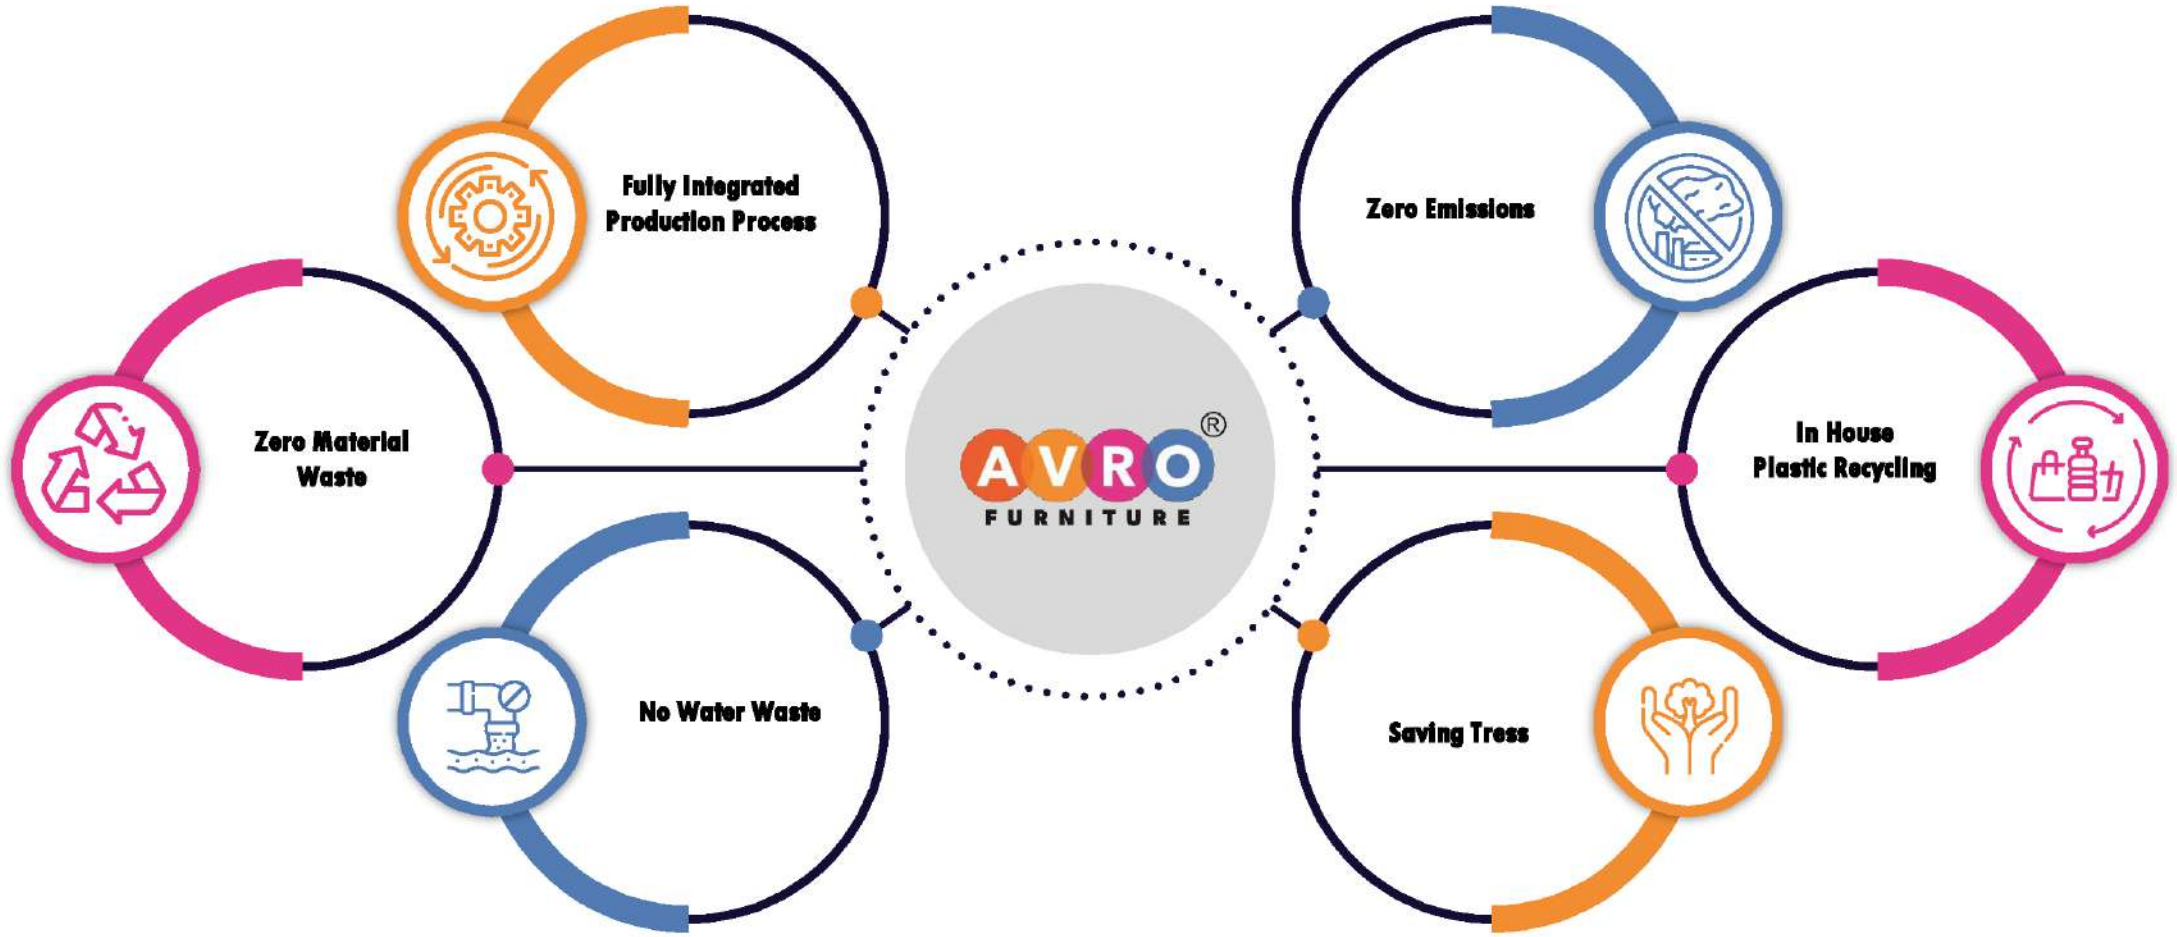 Fully Integrated
Production Process
Zero Emissions
Zero Material
Waste
AVRO®
FURNITURE
In House
Plastic Recycling
No Water Waste
Saving Tress